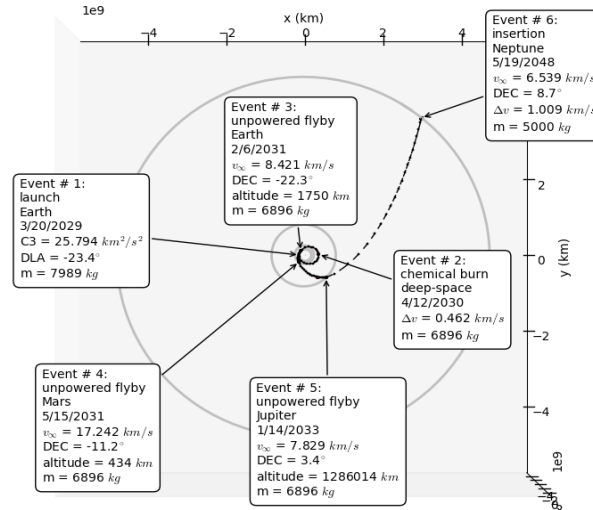 1e9
x (km)
−4
−2
0
2
4
Event # 6:
insertion
Neptune
5/19/2048
v∞ = 6.539 km/s
DEC = 8.7°
Δv = 1.009 km/s
m = 5000 kg
Event # 3:
unpowered flyby
Earth
2/6/2031
v∞ = 8.421 km/s
DEC = -22.3°
altitude = 1750 km
m = 6896 kg
Event # 1:
launch
Earth
3/20/2029
C3 = 25.794 km²/s²
DLA = -23.4°
m = 7989 kg
Event # 2:
chemical burn
deep-space
4/12/2030
Δv = 0.462 km/s
m = 6896 kg
2
0
−2
−4
y (km)
1e9
Event # 4:
unpowered flyby
Mars
5/15/2031
v∞ = 17.242 km/s
DEC = -11.2°
altitude = 434 km
m = 6896 kg
Event # 5:
unpowered flyby
Jupiter
1/14/2033
v∞ = 7.829 km/s
DEC = 3.4°
altitude = 1286014 km
m = 6896 kg